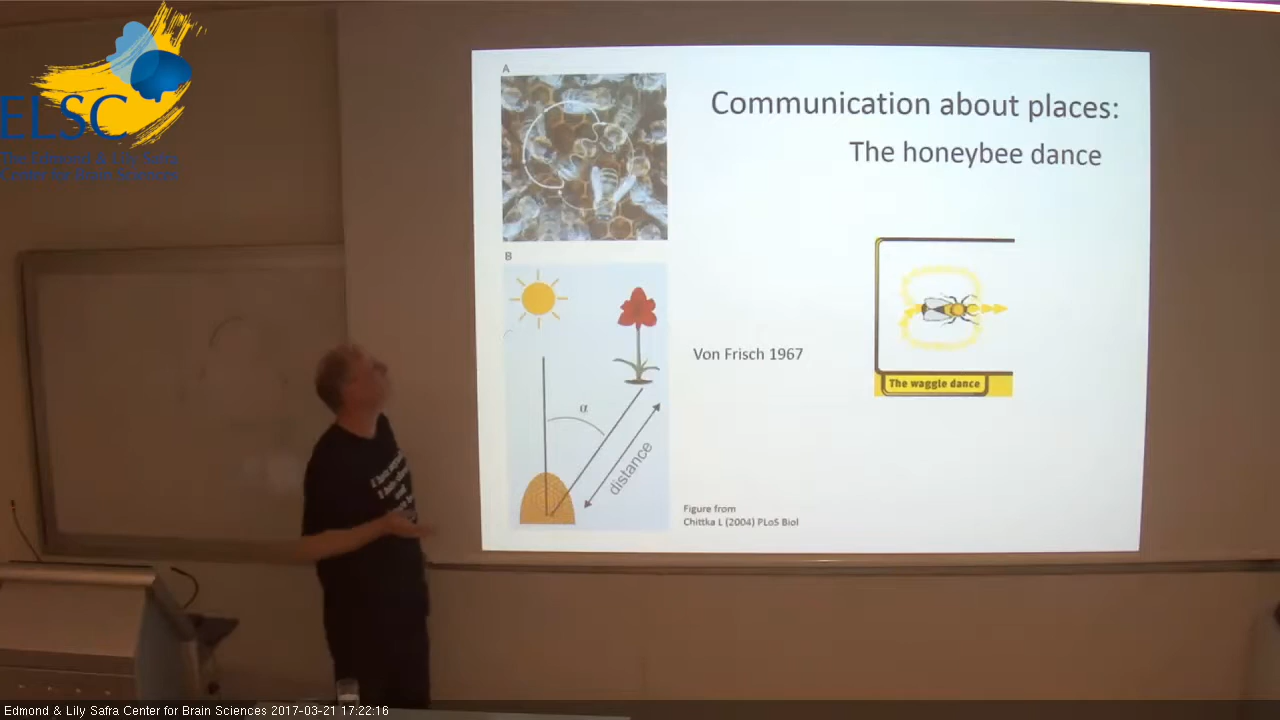 ELSC
The Edmond & Lily Safra
Center for Brain Sciences
A
Communication about places:
The honeybee dance
B
α
distance
Von Frisch 1967
The waggle dance
Figure from
Chittka L (2004) PLoS Biol
Edmond & Lily Safra Center for Brain Sciences 2017-03-21 17:22:16